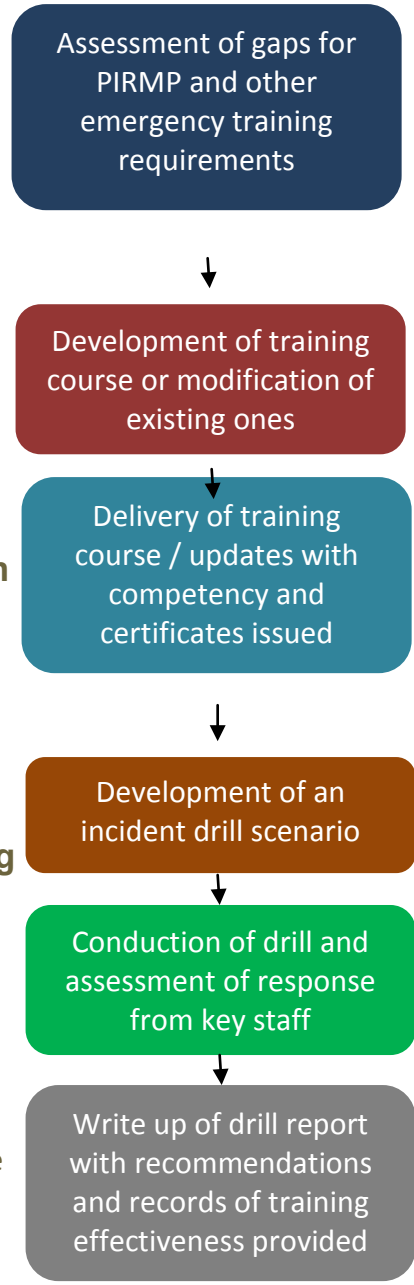 Assessment of gaps for
PIRMP and other
emergency training
requirements
Development of training
course or modification of
existing ones
Delivery of training
course / updates with
competency and
certificates issued
Development of an
incident drill scenario
g
Conduction of drill and
assessment of response
from key staff
Write up of drill report
with recommendations
and records of training
effectiveness provided